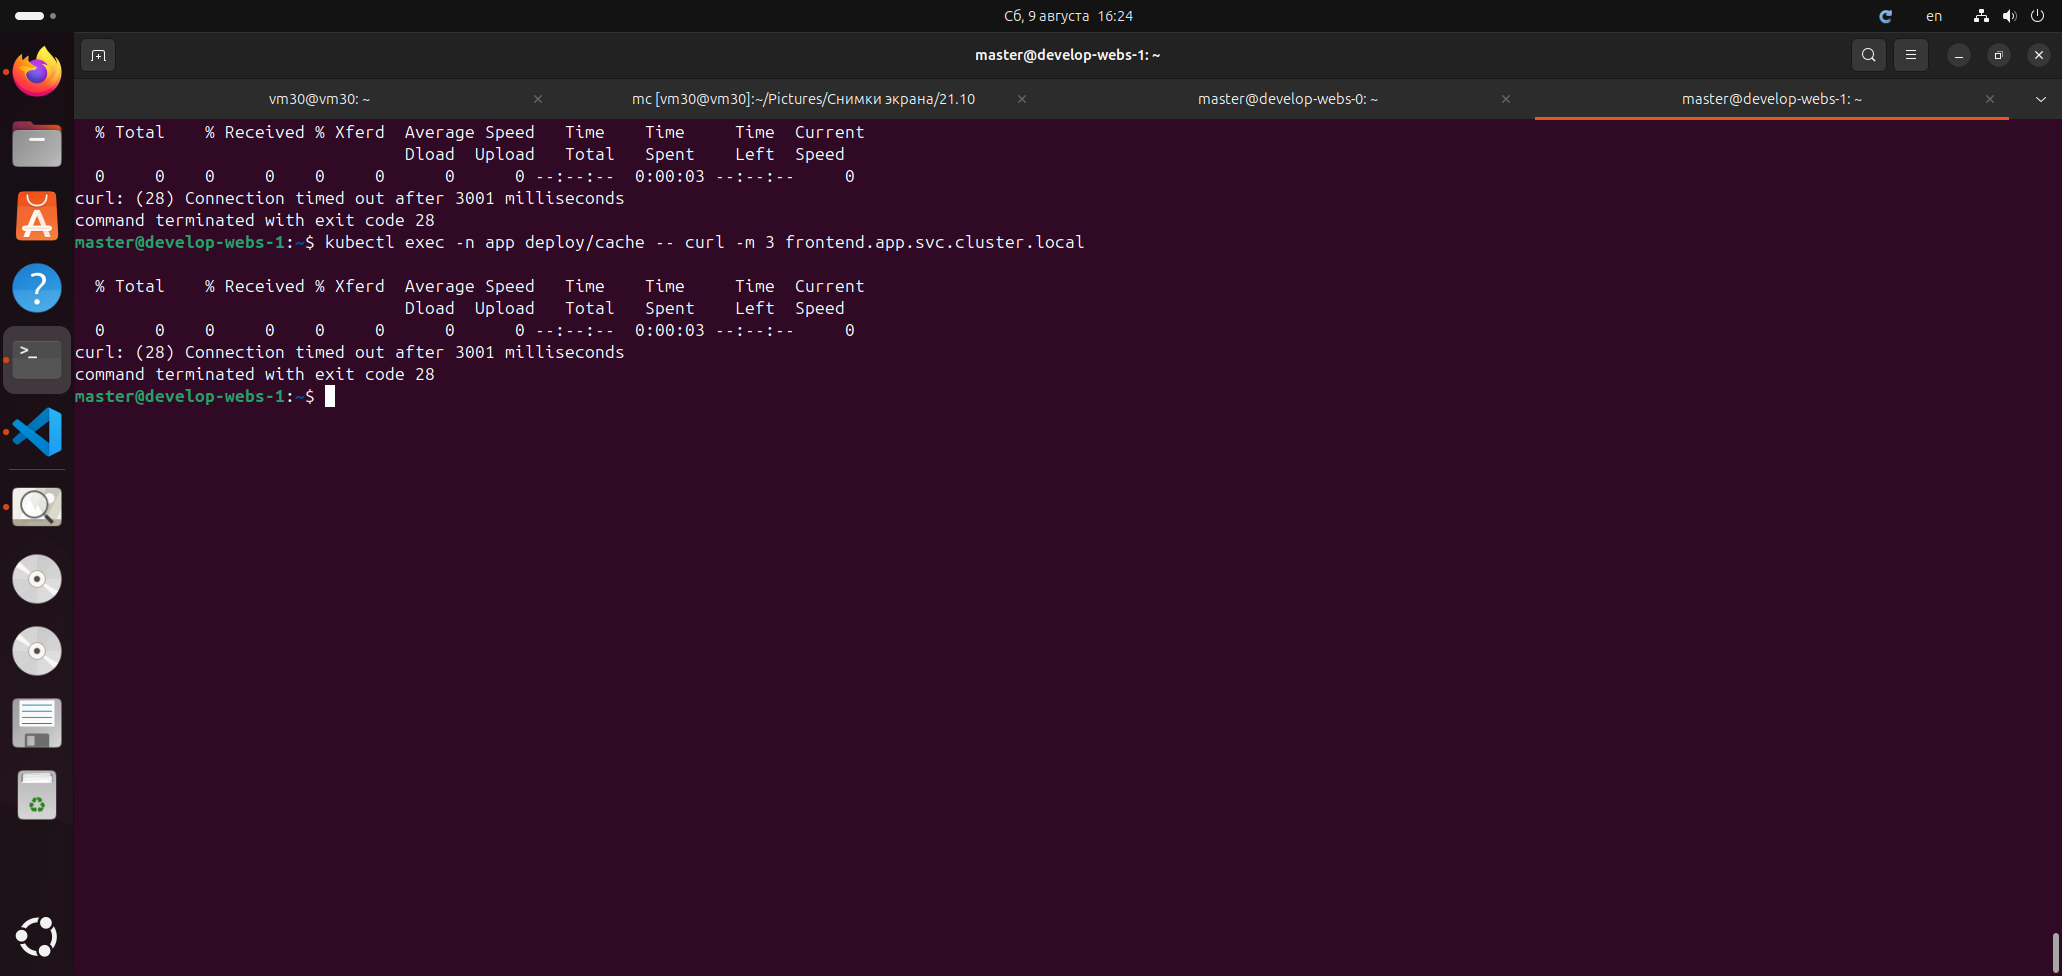 Сб, 9 августа 16:24
en
master@develop-webs-1: ~
vm30@vm30: ~
mc [vm30@vm30]:~/Pictures/Снимки экрана/21.10
master@develop-webs-0: ~
master@develop-webs-1: ~
  % Total    % Received % Xferd  Average Speed   Time    Time     Time  Current
                                 Dload  Upload   Total   Spent    Left  Speed
  0     0    0     0    0     0      0      0 --:--:--  0:00:03 --:--:--     0
curl: (28) Connection timed out after 3001 milliseconds
command terminated with exit code 28
master@develop-webs-1:~$ kubectl exec -n app deploy/cache -- curl -m 3 frontend.app.svc.cluster.local
  % Total    % Received % Xferd  Average Speed   Time    Time     Time  Current
                                 Dload  Upload   Total   Spent    Left  Speed
  0     0    0     0    0     0      0      0 --:--:--  0:00:03 --:--:--     0
curl: (28) Connection timed out after 3001 milliseconds
command terminated with exit code 28
master@develop-webs-1:~$